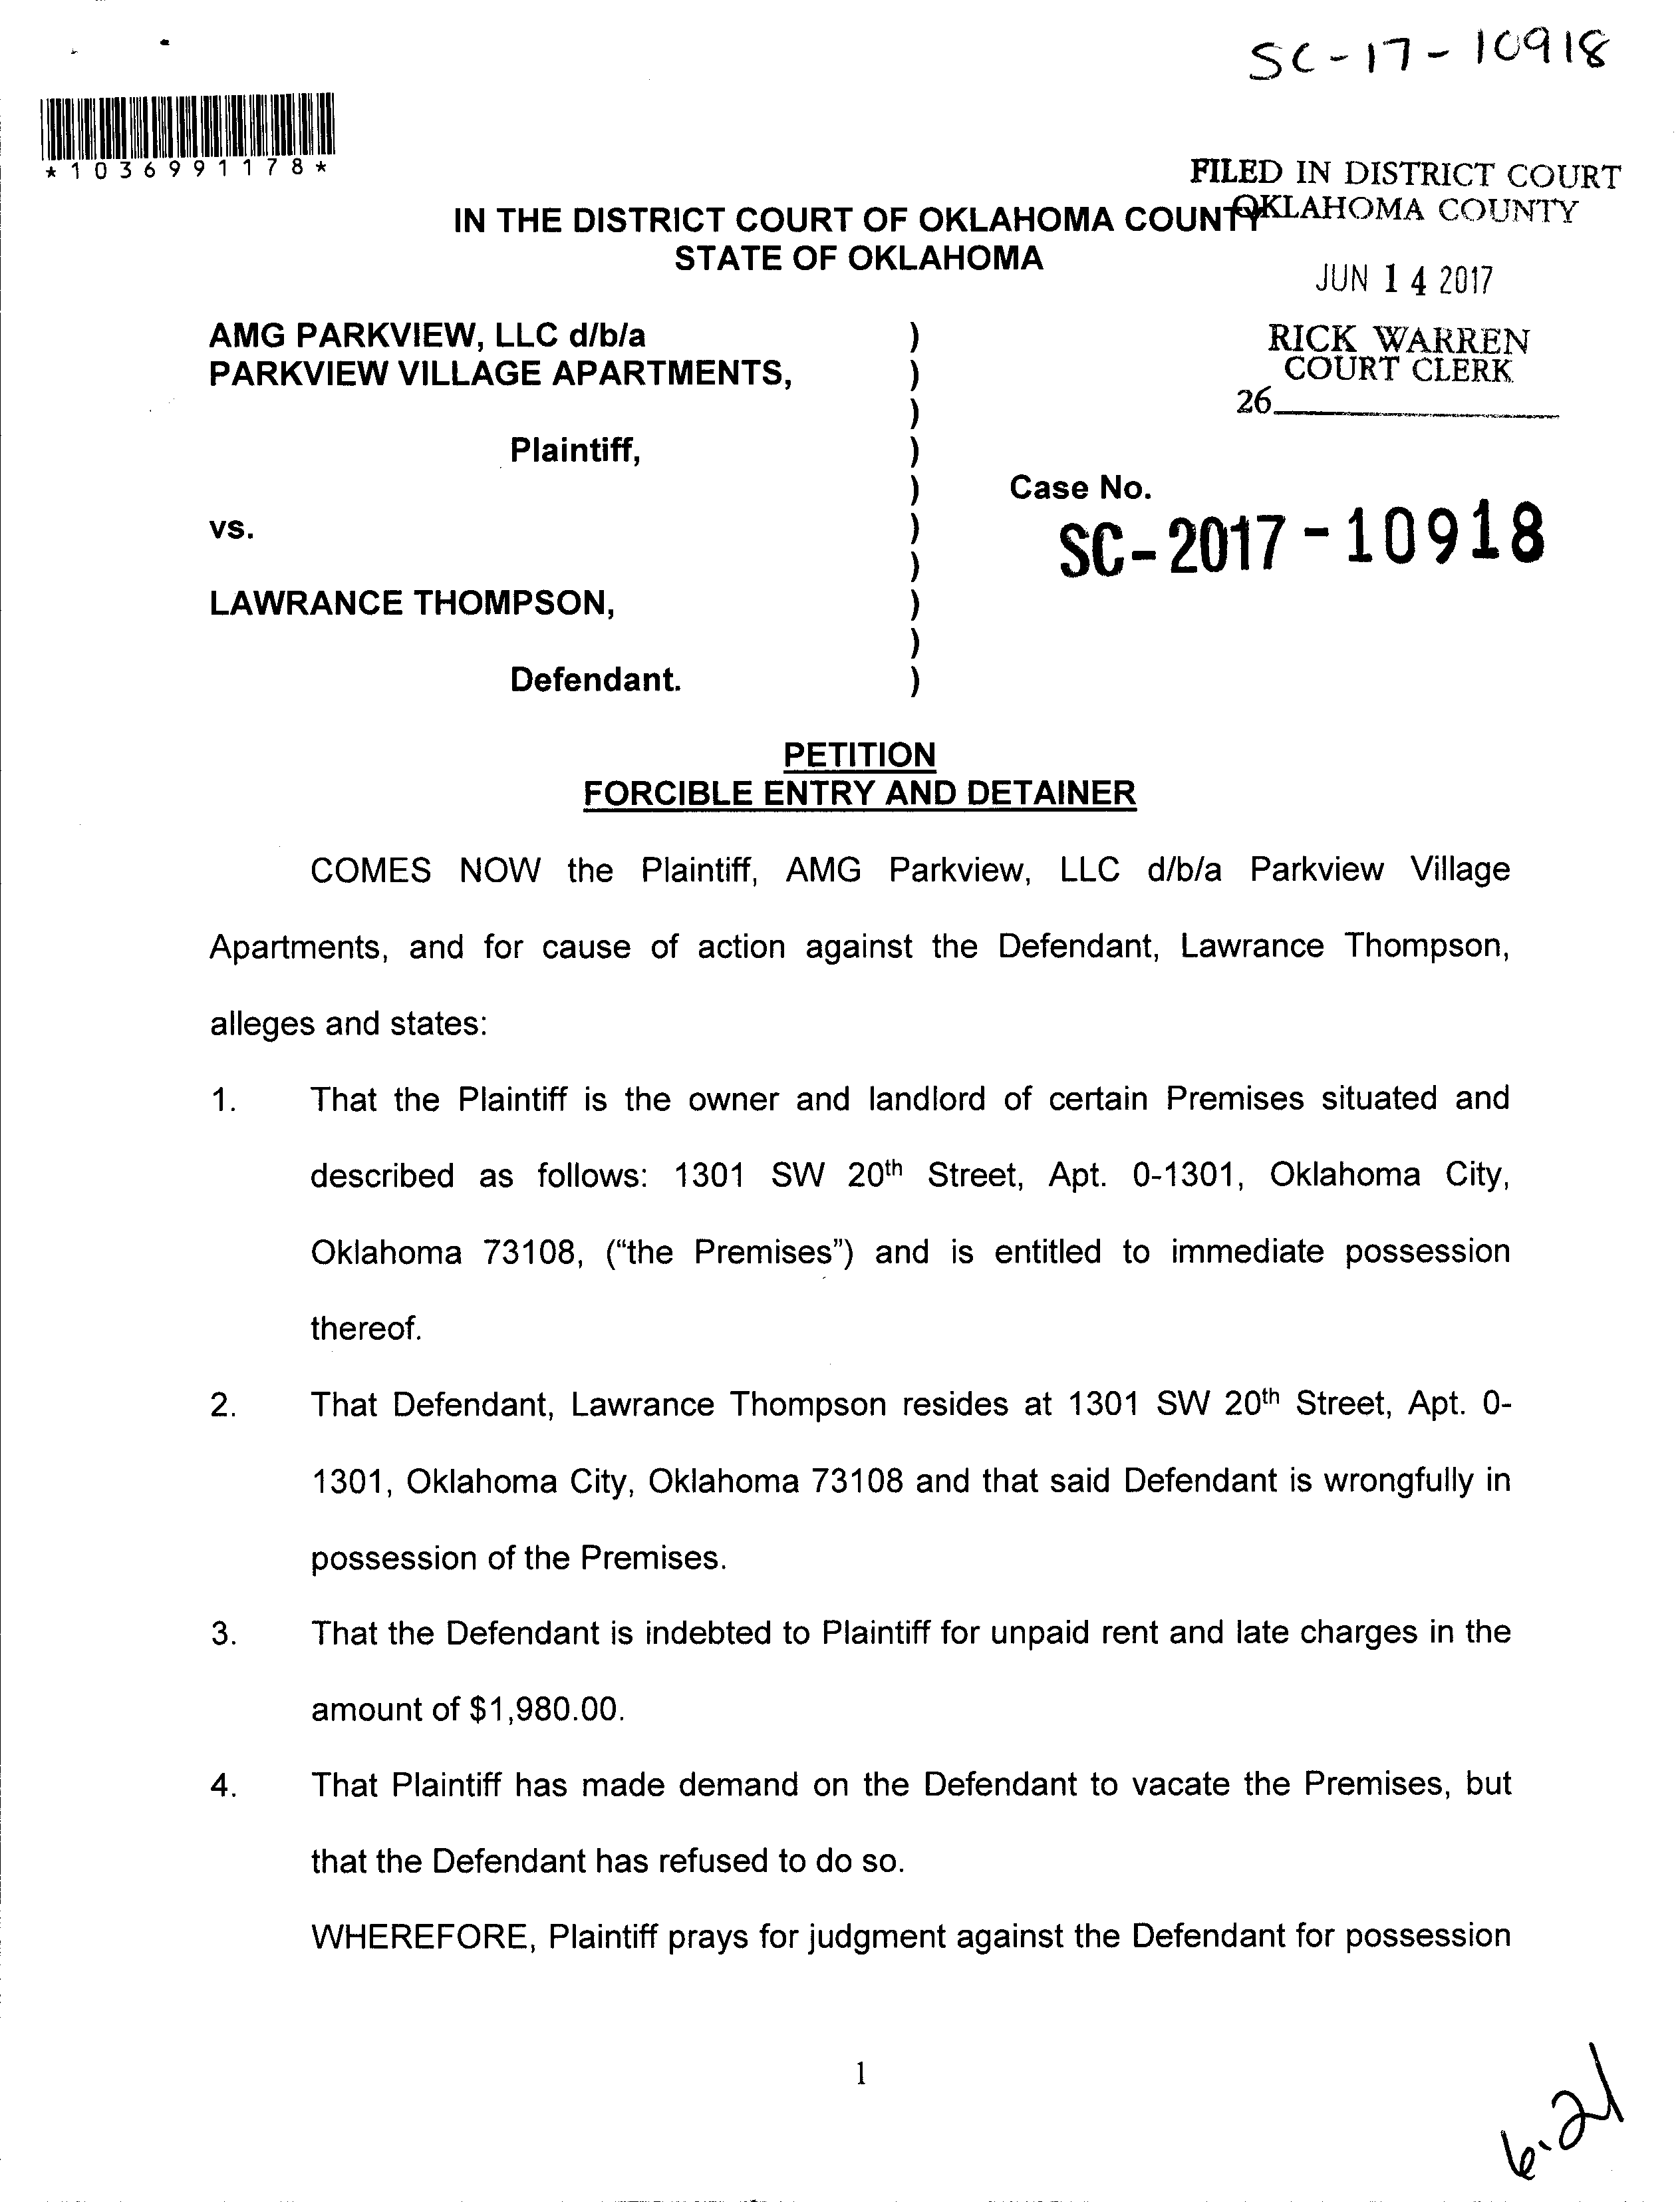 SC-17-10918
*1036991178*
FILED IN DISTRICT COURT
OKLAHOMA COUNTY
IN THE DISTRICT COURT OF OKLAHOMA COUNTY
STATE OF OKLAHOMA
JUN 14 2017
RICK WARREN
COURT CLERK
26
AMG PARKVIEW, LLC d/b/a )
PARKVIEW VILLAGE APARTMENTS, )
)
Plaintiff, )
) Case No.
vs. ) SC-2017-10918
)
LAWRANCE THOMPSON, )
)
Defendant. )
PETITION
FORCIBLE ENTRY AND DETAINER
COMES NOW the Plaintiff, AMG Parkview, LLC d/b/a Parkview Village
Apartments, and for cause of action against the Defendant, Lawrance Thompson,
alleges and states:
1. That the Plaintiff is the owner and landlord of certain Premises situated and
described as follows: 1301 SW 20th Street, Apt. 0-1301, Oklahoma City,
Oklahoma 73108, (“the Premises”) and is entitled to immediate possession
thereof.
2. That Defendant, Lawrance Thompson resides at 1301 SW 20th Street, Apt. 0-
1301, Oklahoma City, Oklahoma 73108 and that said Defendant is wrongfully in
possession of the Premises.
3. That the Defendant is indebted to Plaintiff for unpaid rent and late charges in the
amount of $1,980.00.
4. That Plaintiff has made demand on the Defendant to vacate the Premises, but
that the Defendant has refused to do so.
WHEREFORE, Plaintiff prays for judgment against the Defendant for possession
1
6-21